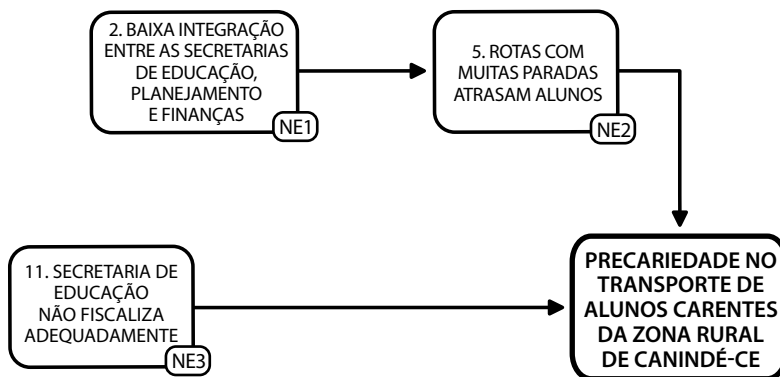 2. BAIXA INTEGRAÇÃO
ENTRE AS SECRETARIAS
DE EDUCAÇÃO,
PLANEJAMENTO
E FINANÇAS
NE1
5. ROTAS COM
MUITAS PARADAS
ATRASAM ALUNOS
NE2
11. SECRETARIA DE
EDUCAÇÃO
NÃO FISCALIZA
ADEQUADAMENTE
NE3
PRECARIEDADE NO
TRANSPORTE DE
ALUNOS CARENTES
DA ZONA RURAL
DE CANINDÉ-CE